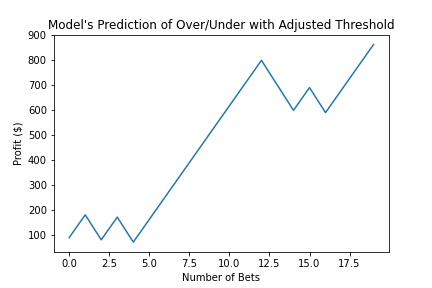 Model's Prediction of Over/Under with Adjusted Threshold
900
800
700
600
500
400
300
200
100
Profit ($)
0.0 2.5 5.0 7.5 10.0 12.5 15.0 17.5
Number of Bets